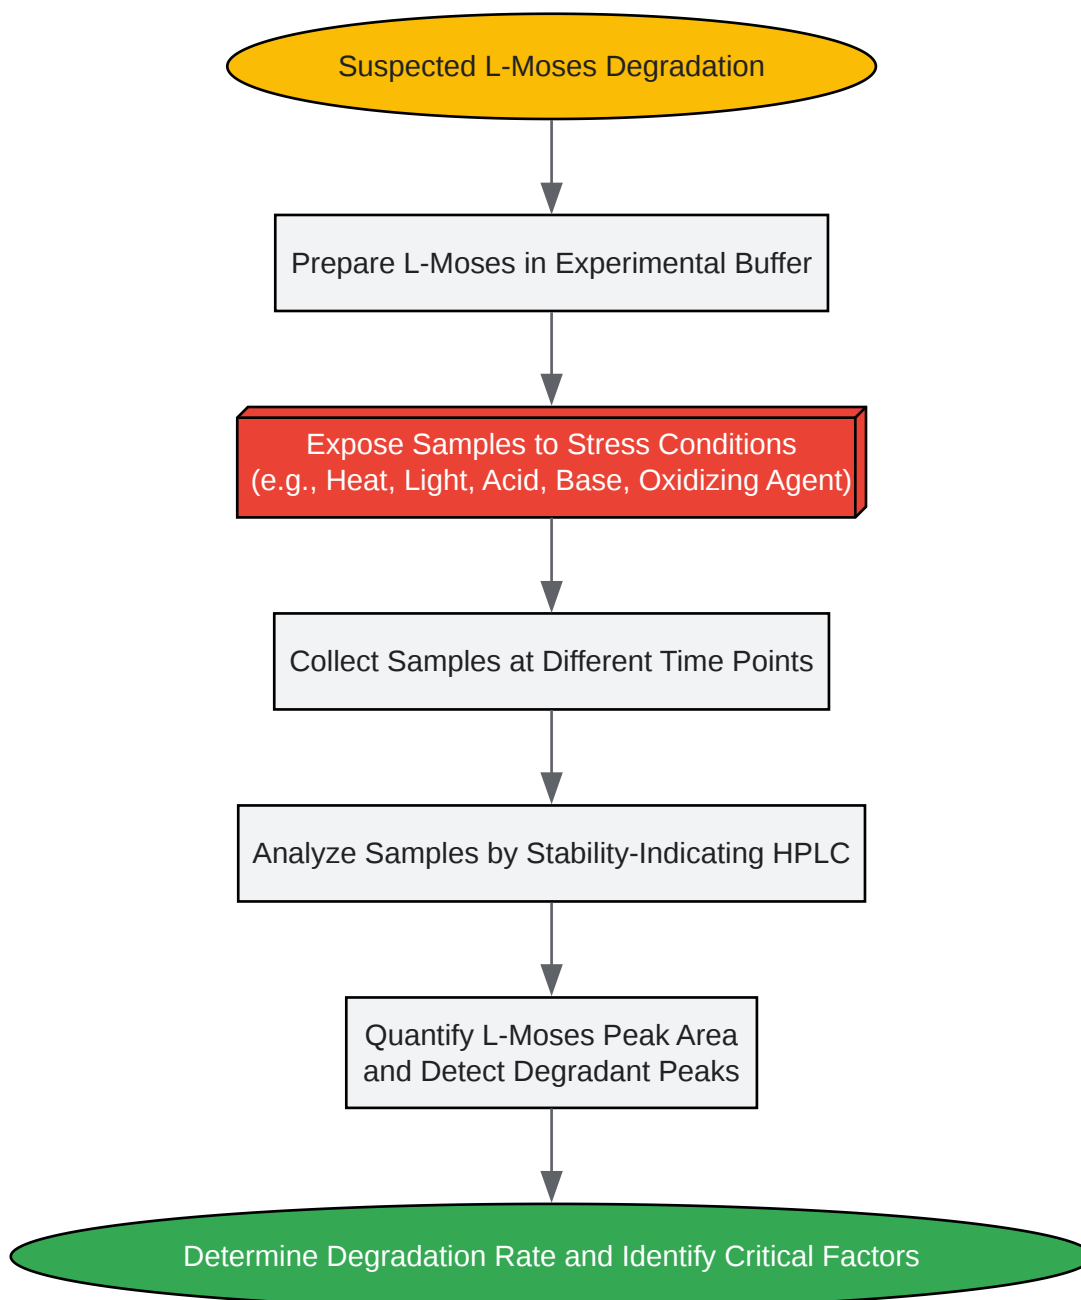 Suspected L-Moses Degradation
Prepare L-Moses in Experimental Buffer
Expose Samples to Stress Conditions
(e.g., Heat, Light, Acid, Base, Oxidizing Agent)
Collect Samples at Different Time Points
Analyze Samples by Stability-Indicating HPLC
Quantify L-Moses Peak Area
and Detect Degradant Peaks
Determine Degradation Rate and Identify Critical Factors